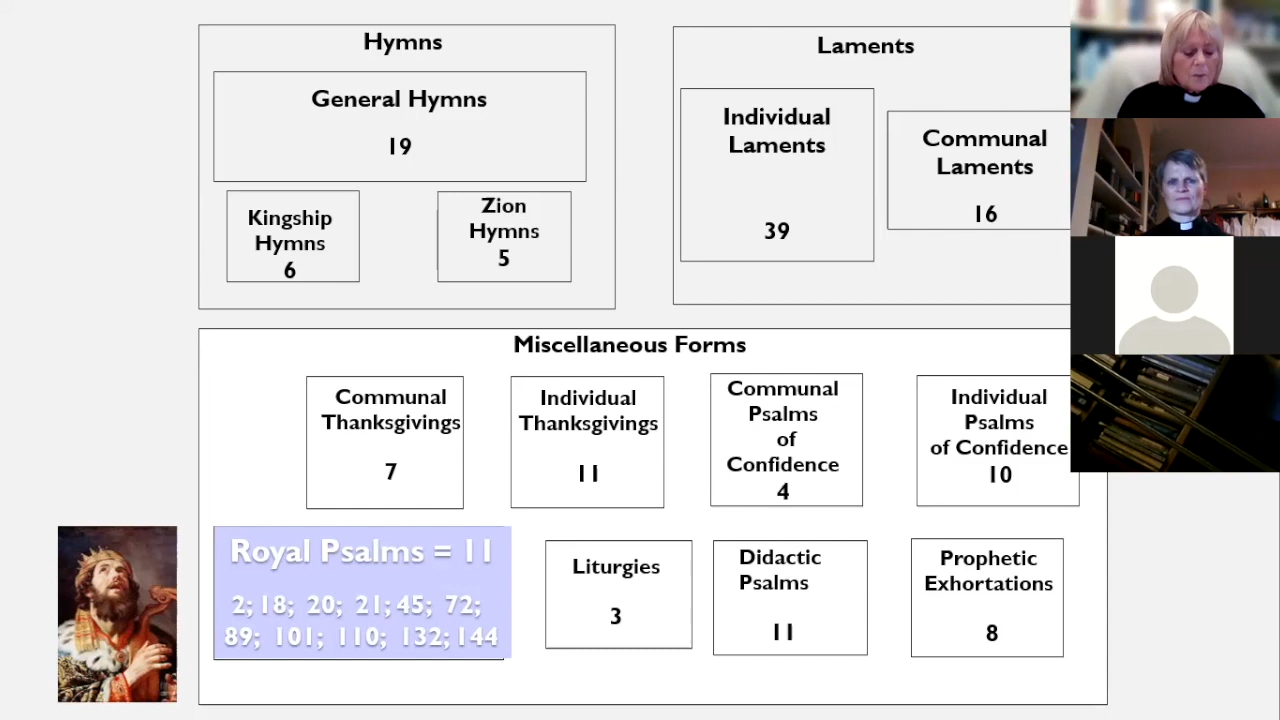 Hymns
General Hymns
19
Kingship
Hymns
6
Zion
Hymns
5
Laments
Individual
Laments
39
Communal
Laments
16
Miscellaneous Forms
Communal
Thanksgivings
7
Individual
Thanksgivings
11
Communal
Psalms
of
Confidence
4
Individual
Psalms
of Confidence
10
Royal Psalms = 11
2; 18; 20; 21; 45; 72;
89; 101; 110; 132; 144
Liturgies
3
Didactic
Psalms
11
Prophetic
Exhortations
8